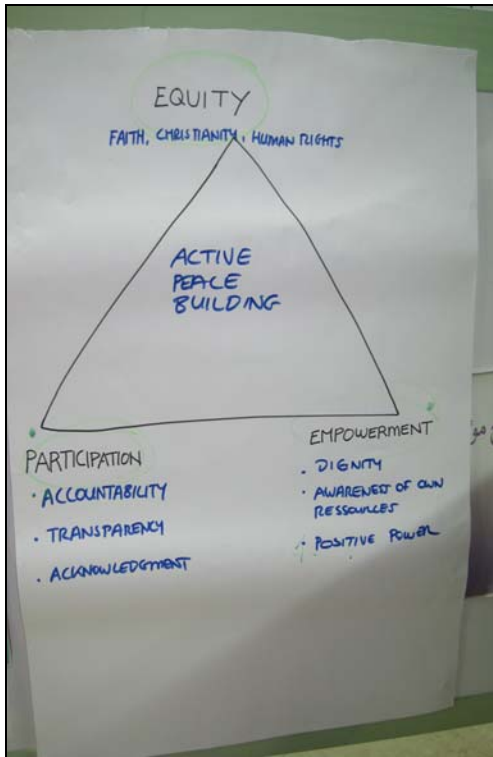 EQUITY
FAITH, CHRISTIANITY, HUMAN RIGHTS
ACTIVE
PEACE
BUILDING
PARTICIPATION
· ACCOUNTABILITY
· TRANSPARENCY
· ACKNOWLEDGMENT
EMPOWERMENT
· DIGNITY
· AWARENESS OF OWN
RESSOURCES
· POSITIVE POWER